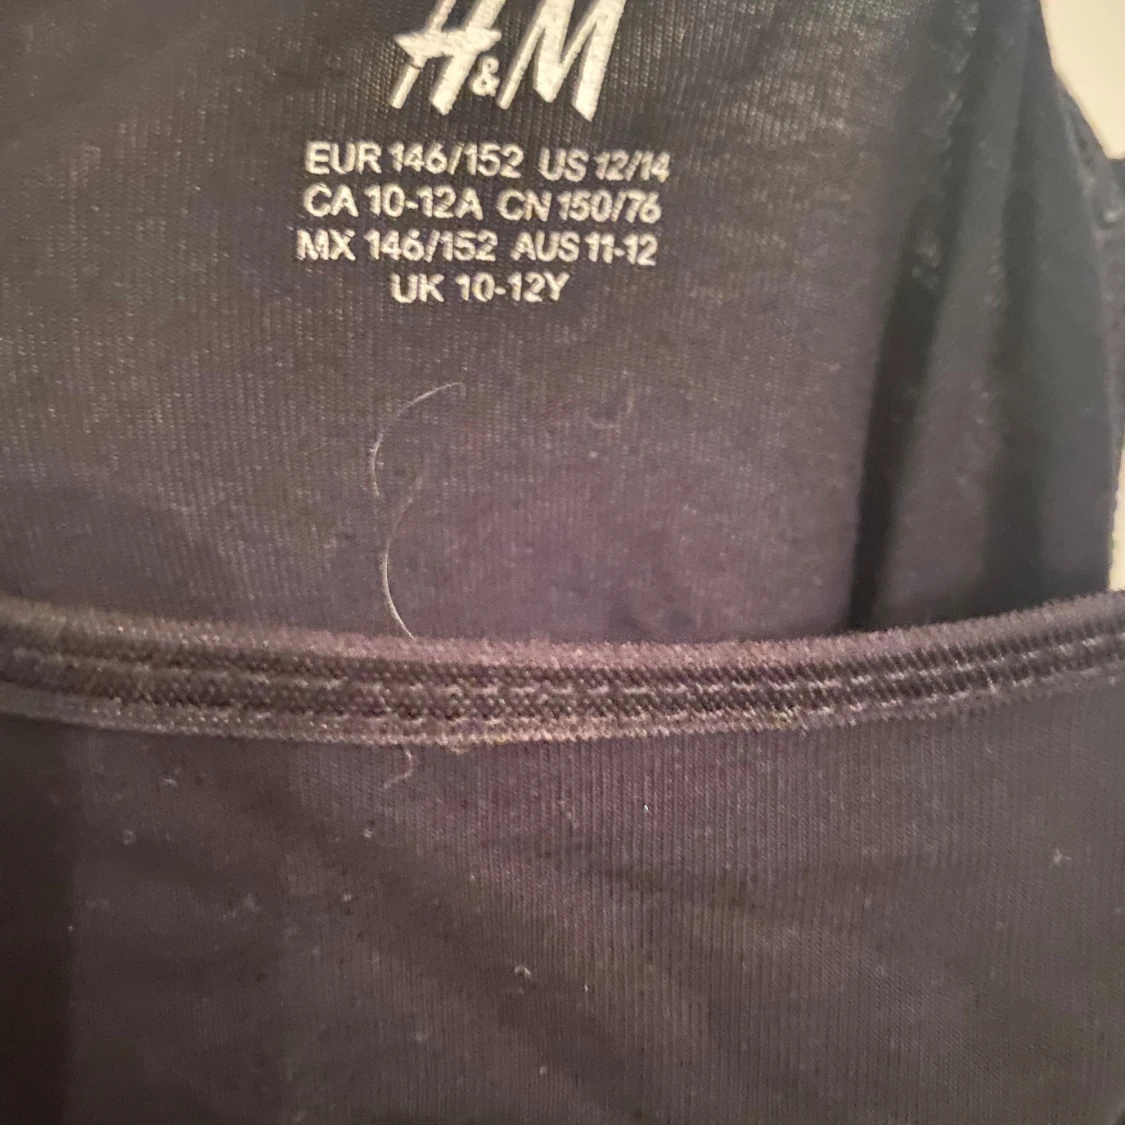 H&M
EUR 146/152 US 12/14
CA 10-12A CN 150/76
MX 146/152 AUS 11-12
UK 10-12Y